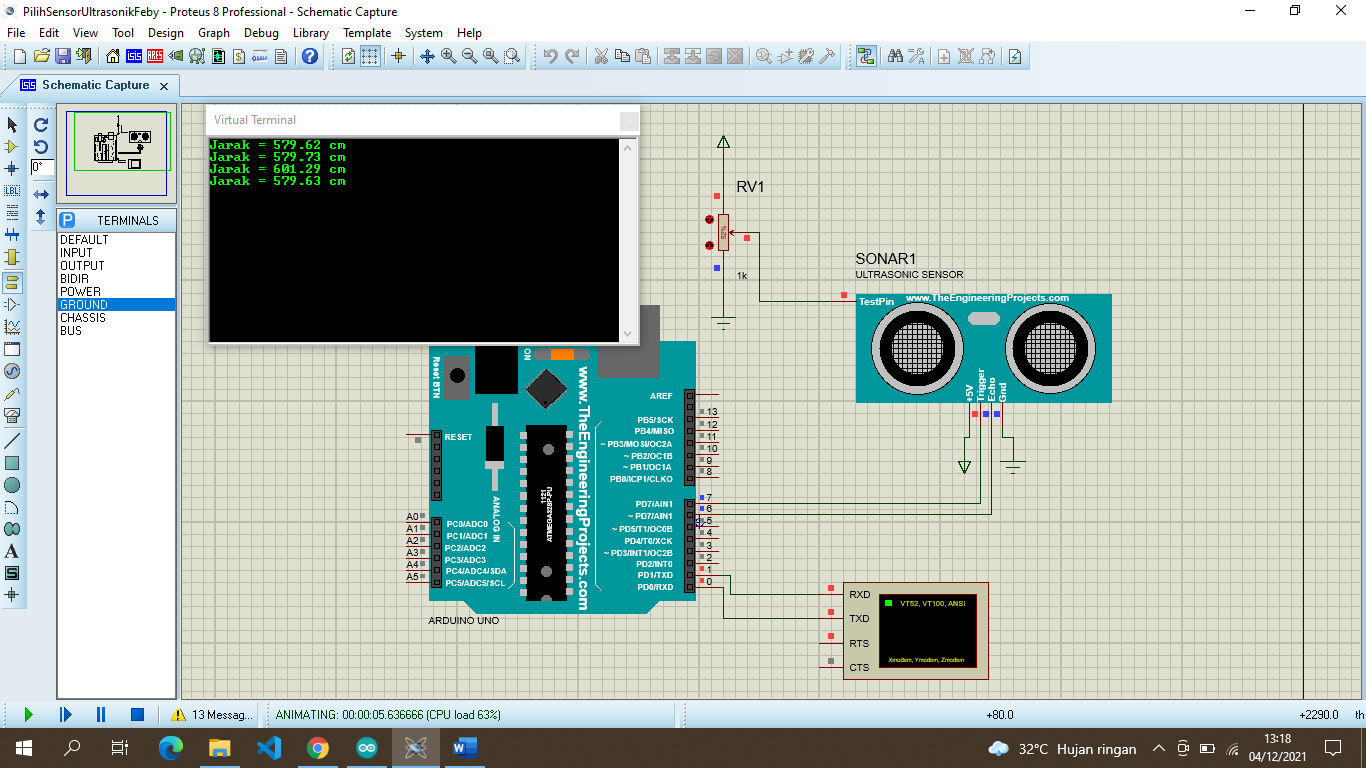 PilihSensorUltrasonikFeby - Proteus 8 Professional - Schematic Capture
File Edit View Tool Design Graph Debug Library Template System Help
Schematic Capture
Virtual Terminal
Jarak = 579.62 cm
Jarak = 579.73 cm
Jarak = 601.29 cm
Jarak = 579.63 cm
0°
LBL
P TERMINALS
DEFAULT
INPUT
OUTPUT
BIDIR
POWER
GROUND
CHASSIS
BUS
RV1
52%
1k
SONAR1
ULTRASONIC SENSOR
TestPin
www.TheEngineeringProjects.com
+5V
Trigger
Echo
Gnd
Reset BTN
ON
www.TheEngineeringProjects.com
ANALOG IN
1121
ATMEGA328P-PU
RESET
A0 PC0/ADC0
A1 PC1/ADC1
A2 PC2/ADC2
A3 PC3/ADC3
A4 PC4/ADC4/SDA
A5 PC5/ADC5/SCL
AREF
PB5/SCK 13
PB4/MISO 12
~ PB3/MOSI/OC2A 11
~ PB2/OC1B 10
~ PB1/OC1A 9
PB0/ICP1/CLKO 8
PD7/AIN1 7
~ PD7/AIN1 6
~ PD5/T1/OC0B 5
PD4/T0/XCK 4
~ PD3/INT1/OC2B 3
PD2/INT0 2
PD1/TXD 1
PD0/RXD 0
ARDUINO UNO
RXD
TXD
RTS
CTS
VT52, VT100, ANSI
Xmodem, Ymodem, Zmodem
13 Messag...
ANIMATING: 00:00:05.636666 (CPU load 63%)
+80.0
+2290.0
th
32°C Hujan ringan
13:18
04/12/2021